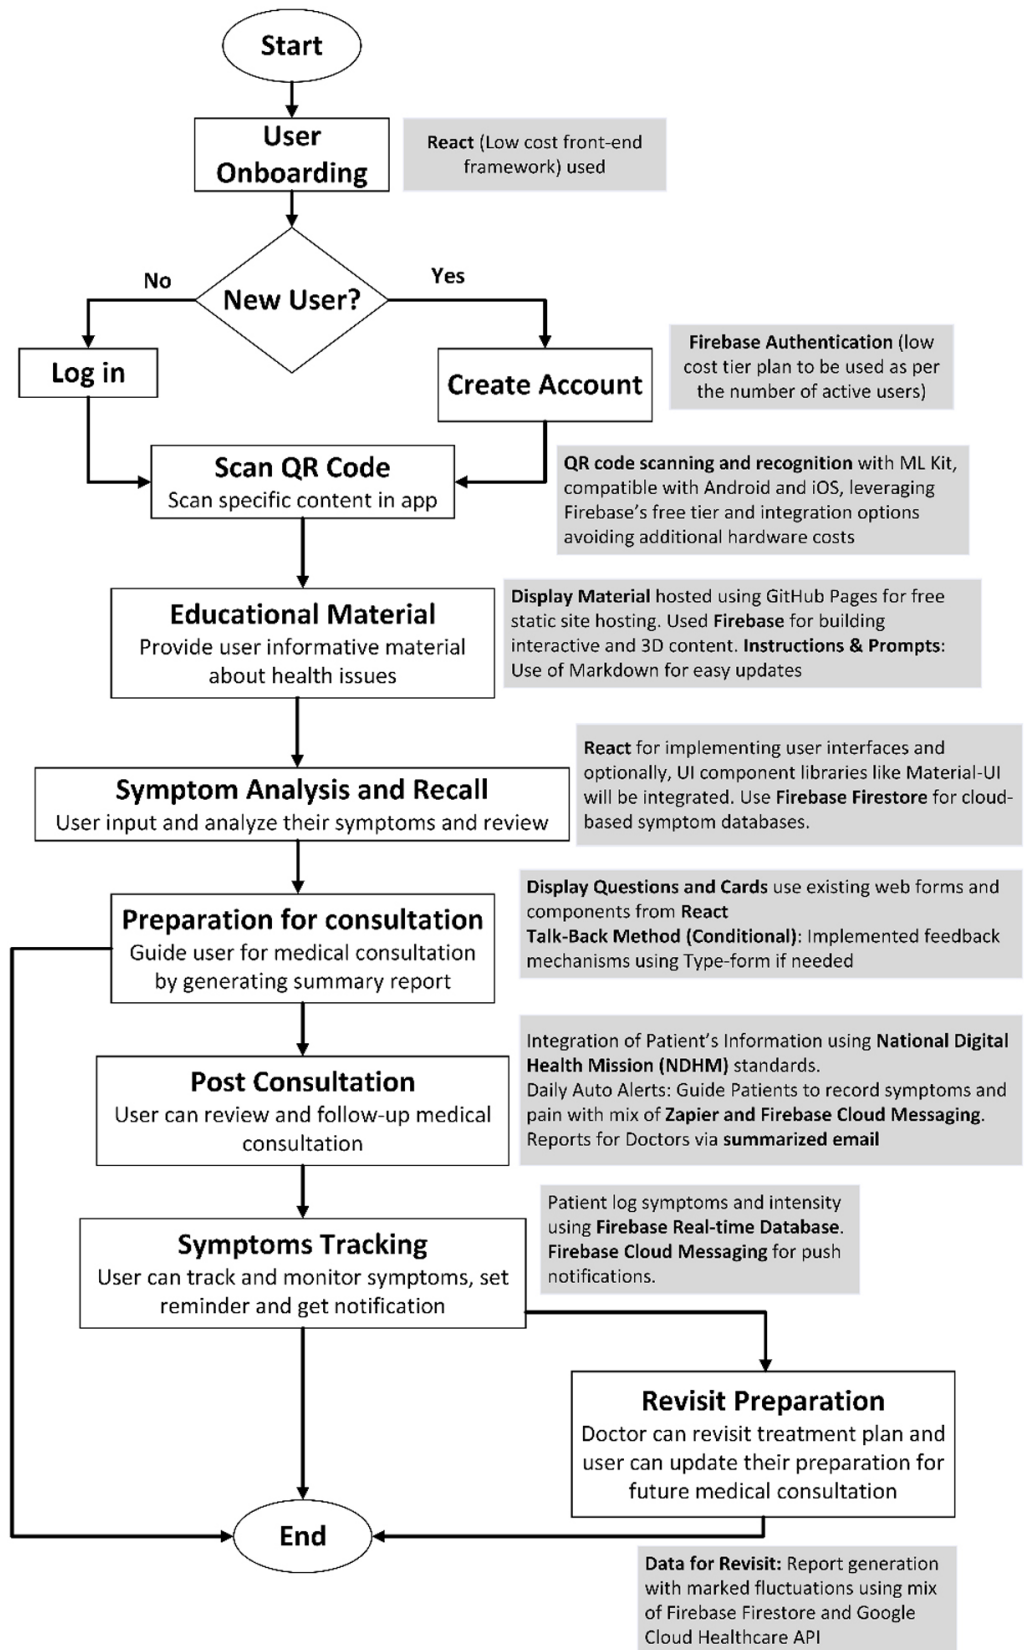 Start
User
Onboarding
React (Low cost front-end
framework) used
No
Yes
New User?
Log in
Create Account
Firebase Authentication (low
cost tier plan to be used as per
the number of active users)
Scan QR Code
Scan specific content in app
QR code scanning and recognition with ML Kit,
compatible with Android and iOS, leveraging
Firebase’s free tier and integration options
avoiding additional hardware costs
Educational Material
Provide user informative material
about health issues
Display Material hosted using GitHub Pages for free
static site hosting. Used Firebase for building
interactive and 3D content. Instructions & Prompts:
Use of Markdown for easy updates
Symptom Analysis and Recall
User input and analyze their symptoms and review
React for implementing user interfaces and
optionally, UI component libraries like Material-UI
will be integrated. Use Firebase Firestore for cloud-
based symptom databases.
Preparation for consultation
Guide user for medical consultation
by generating summary report
Display Questions and Cards use existing web forms and
components from React
Talk-Back Method (Conditional): Implemented feedback
mechanisms using Type-form if needed
Post Consultation
User can review and follow-up medical
consultation
Integration of Patient’s Information using National Digital
Health Mission (NDHM) standards.
Daily Auto Alerts: Guide Patients to record symptoms and
pain with mix of Zapier and Firebase Cloud Messaging.
Reports for Doctors via summarized email
Symptoms Tracking
User can track and monitor symptoms, set
reminder and get notification
Patient log symptoms and intensity
using Firebase Real-time Database.
Firebase Cloud Messaging for push
notifications.
Revisit Preparation
Doctor can revisit treatment plan and
user can update their preparation for
future medical consultation
End
Data for Revisit: Report generation
with marked fluctuations using mix
of Firebase Firestore and Google
Cloud Healthcare API